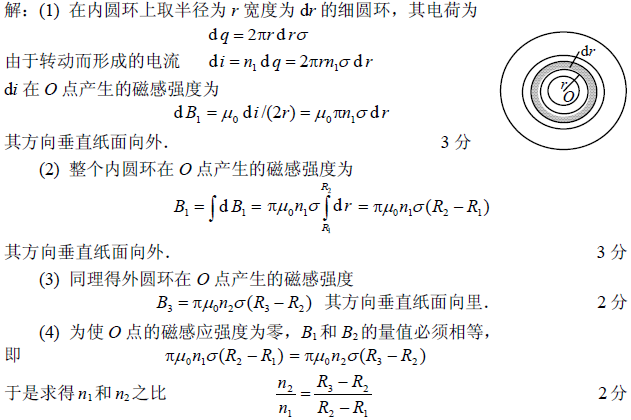 解：(1) 在内圆环上取半径为 r 宽度为 dr 的细圆环，其电荷为
dq = 2πr dr σ
由于转动而形成的电流 di = n₁ dq = 2πrn₁σ dr
di 在 O 点产生的磁感强度为
dB₁ = μ₀ di/(2r) = μ₀πn₁σ dr
其方向垂直纸面向外． 3 分
dr
r
O
(2) 整个内圆环在 O 点产生的磁感强度为
B₁ = ∫dB₁ = πμ₀n₁σ∫_{R₁}^{R₂}dr = πμ₀n₁σ(R₂ − R₁)
其方向垂直纸面向外． 3 分
(3) 同理得外圆环在 O 点产生的磁感强度
B₃ = πμ₀n₂σ(R₃ − R₂) 其方向垂直纸面向里． 2 分
(4) 为使 O 点的磁感应强度为零，B₁和 B₂的量值必须相等，
即 πμ₀n₁σ(R₂ − R₁) = πμ₀n₂σ(R₃ − R₂)
于是求得 n₁和 n₂之比 n₂/n₁ = (R₃ − R₂)/(R₂ − R₁) 2 分